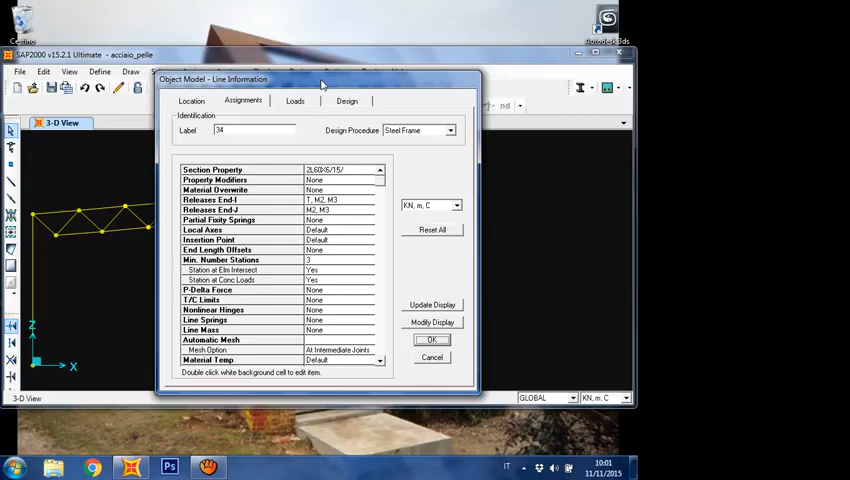 Cestino
Autodesk 3ds
SAP2000 v15.2.1 Ultimate - acciaio_pelle
File Edit View Define Draw
3-D View
Object Model - Line Information
Location Assignments Loads Design
Identification
Label 34 Design Procedure Steel Frame
Section Property 2L60X6/15/
Property Modifiers None
Material Overwrite None
Releases End-I T, M2, M3
Releases End-J M2, M3
Partial Fixity Springs None
Local Axes Default
Insertion Point Default
End Length Offsets None
Min. Number Stations 3
Station at Elm Intersect Yes
Station at Conc Loads Yes
P-Delta Force None
T/C Limits None
Nonlinear Hinges None
Line Springs None
Line Mass None
Automatic Mesh
Mesh Option At Intermediate Joints
Material Temp Default
Double click white background cell to edit item.
KN, m, C
Reset All
Update Display
Modify Display
OK
Cancel
Z
X
3-D View
GLOBAL KN, m, C
Ps
IT
10:01
11/11/2015